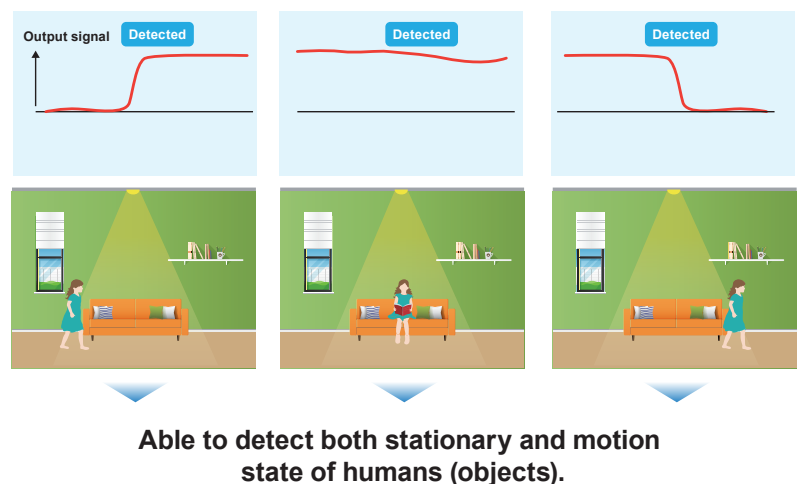 Output signal
Detected
Detected
Detected
Able to detect both stationary and motion
state of humans (objects).